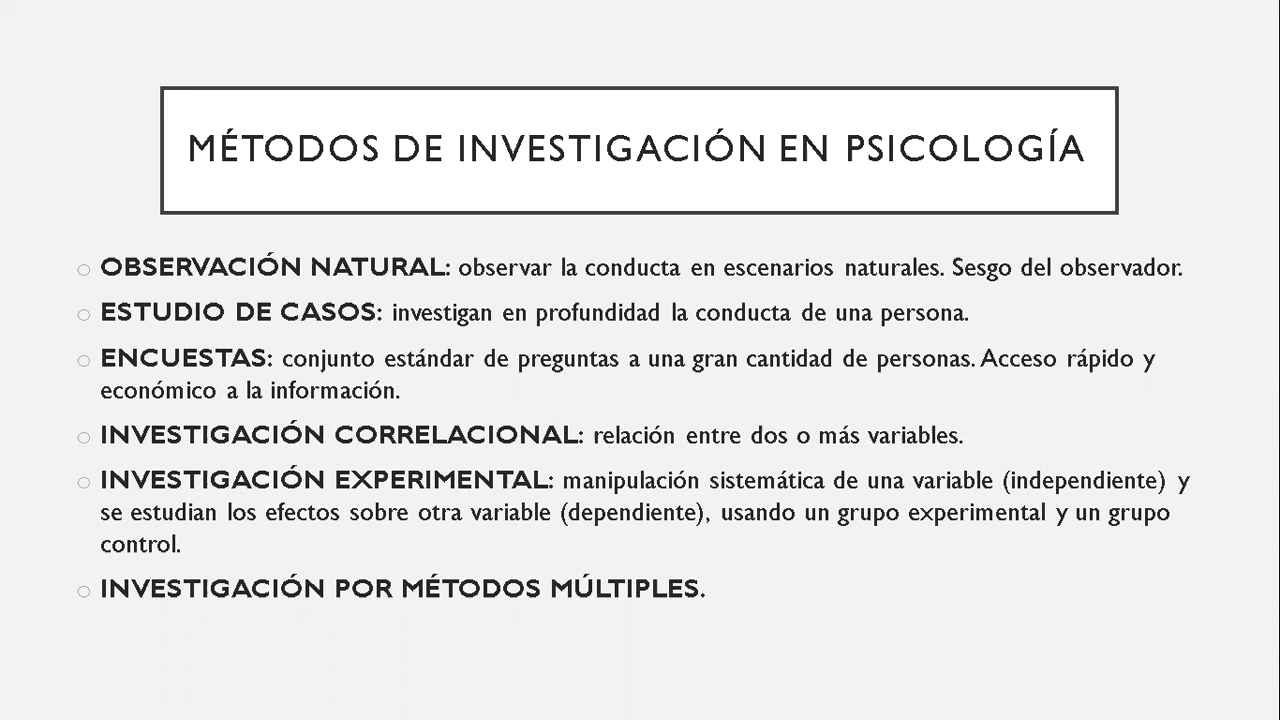 MÉTODOS DE INVESTIGACIÓN EN PSICOLOGÍA
OBSERVACIÓN NATURAL: observar la conducta en escenarios naturales. Sesgo del observador.
ESTUDIO DE CASOS: investigan en profundidad la conducta de una persona.
ENCUESTAS: conjunto estándar de preguntas a una gran cantidad de personas. Acceso rápido y
económico a la información.
INVESTIGACIÓN CORRELACIONAL: relación entre dos o más variables.
INVESTIGACIÓN EXPERIMENTAL: manipulación sistemática de una variable (independiente) y
se estudian los efectos sobre otra variable (dependiente), usando un grupo experimental y un grupo
control.
INVESTIGACIÓN POR MÉTODOS MÚLTIPLES.